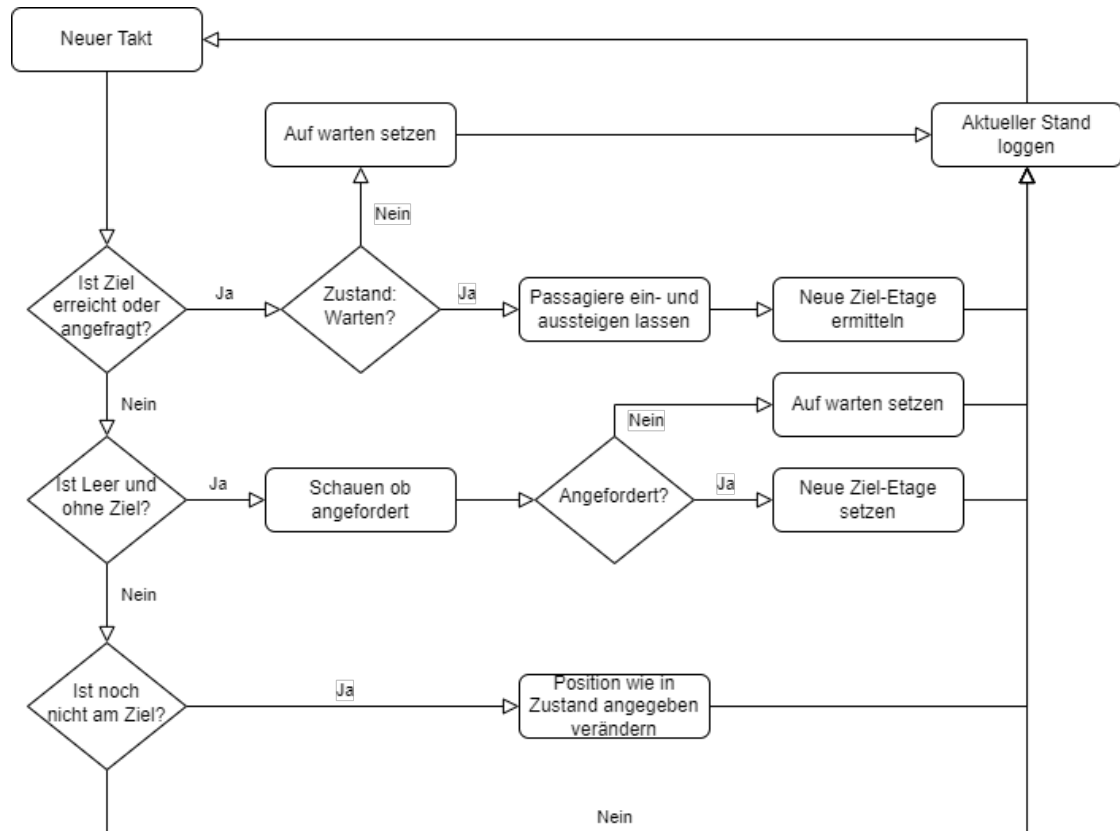 Neuer Takt
Auf warten setzen
Aktueller Stand
loggen
Nein
Ist Ziel
erreicht oder
angefragt?
Ja
Zustand:
Warten?
Ja
Passagiere ein- und
aussteigen lassen
Neue Ziel-Etage
ermitteln
Nein
Nein
Auf warten setzen
Ist Leer und
ohne Ziel?
Ja
Schauen ob
angefordert
Angefordert?
Ja
Neue Ziel-Etage
setzen
Nein
Ist noch
nicht am Ziel?
Ja
Position wie in
Zustand angegeben
verändern
Nein